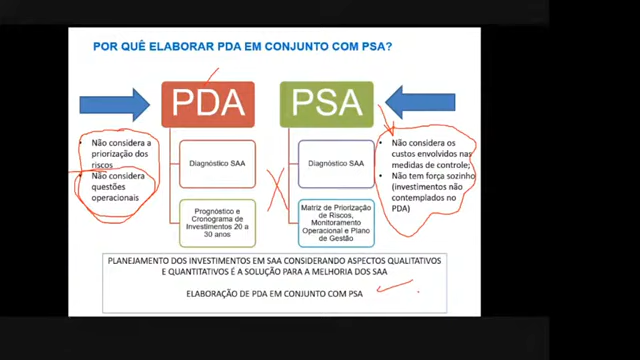 POR QUÊ ELABORAR PDA EM CONJUNTO COM PSA?
PDA
PSA
• Não considera a
priorização dos
riscos
• Não considera
questões
operacionais
Diagnóstico SAA
Prognóstico e
Cronograma de
Investimentos 20 a
30 anos
Diagnóstico SAA
Matriz de Priorização
de Riscos,
Monitoramento
Operacional e Plano
de Gestão
• Não considera os
custos envolvidos nas
medidas de controle;
• Não tem força sozinho
(investimentos não
contemplados no
PDA)
PLANEJAMENTO DOS INVESTIMENTOS EM SAA CONSIDERANDO ASPECTOS QUALITATIVOS
E QUANTITATIVOS É A SOLUÇÃO PARA A MELHORIA DOS SAA
ELABORAÇÃO DE PDA EM CONJUNTO COM PSA